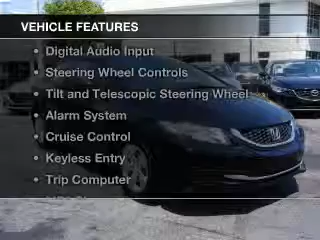 VEHICLE FEATURES
• Digital Audio Input
• Steering Wheel Controls
• Tilt and Telescopic Steering Wheel
• Alarm System
• Cruise Control
• Keyless Entry
• Trip Computer